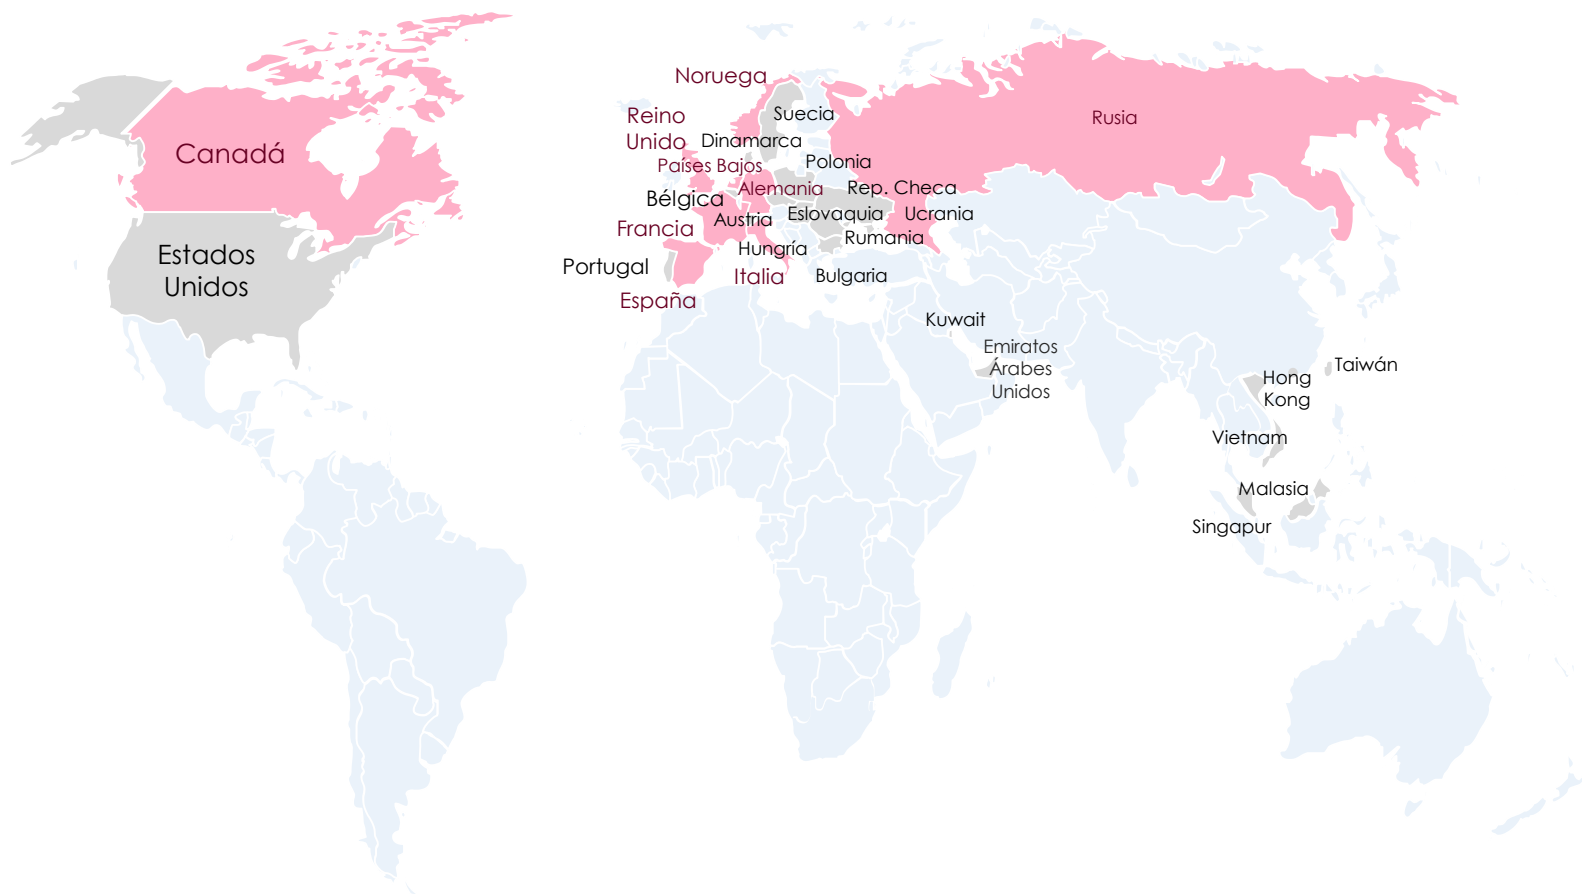 Noruega
Reino
Unido
Suecia
Dinamarca
Rusia
Canadá
Países Bajos
Polonia
Alemania
Rep. Checa
Bélgica
Austria
Eslovaquia
Ucrania
Francia
Rumania
Hungría
Estados
Unidos
Portugal
Italia
Bulgaria
España
Kuwait
Emiratos
Árabes
Unidos
Taiwán
Hong
Kong
Vietnam
Malasia
Singapur